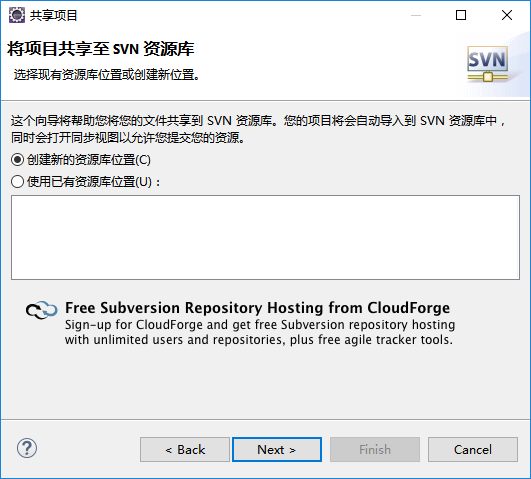 共享项目
将项目共享至 SVN 资源库
选择现有资源库位置或创建新位置。
SVN
这个向导将帮助您将您的文件共享到 SVN 资源库。您的项目将会自动导入到 SVN 资源库中，
同时会打开同步视图以允许您提交您的资源。
创建新的资源库位置(C)
使用已有资源库位置(U)：
Free Subversion Repository Hosting from CloudForge
Sign-up for CloudForge and get free Subversion repository hosting
with unlimited users and repositories, plus free agile tracker tools.
? < Back Next > Finish Cancel